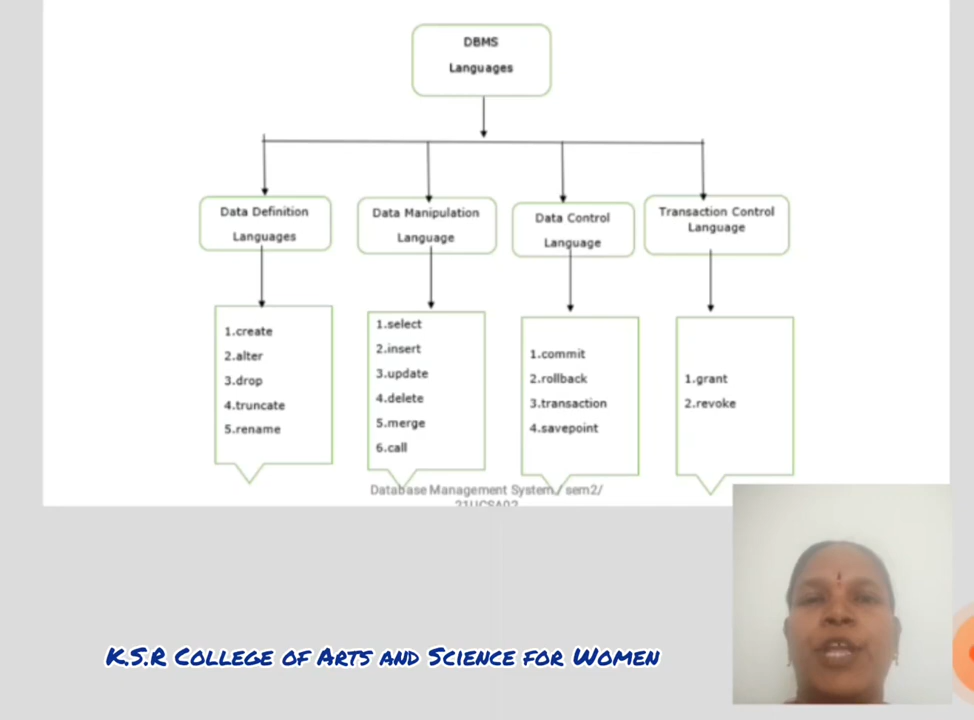 DBMS
Languages
Data Definition
Languages
Data Manipulation
Language
Data Control
Language
Transaction Control
Language
1.create
2.alter
3.drop
4.truncate
5.rename
1.select
2.insert
3.update
4.delete
5.merge
6.call
1.commit
2.rollback
3.transaction
4.savepoint
1.grant
2.revoke
Database Management System / sem2/
21UCSA02
K.S.R College of Arts and Science for Women